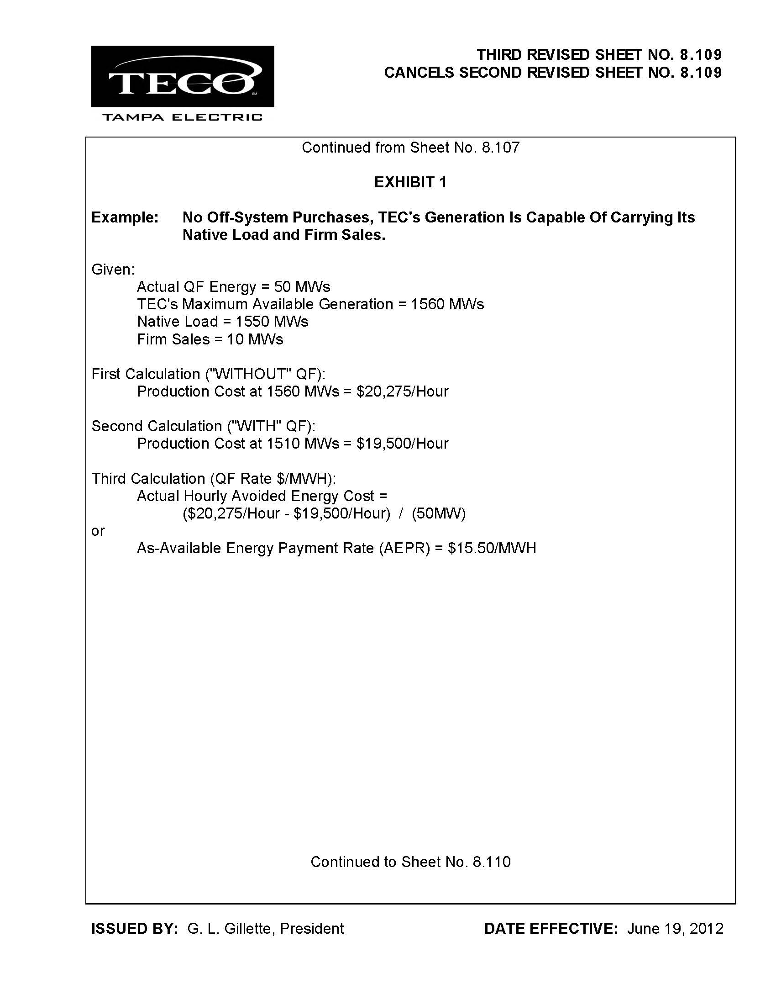 THIRD REVISED SHEET NO. 8.109
CANCELS SECOND REVISED SHEET NO. 8.109
TECO SM
TAMPA ELECTRIC
Continued from Sheet No. 8.107
EXHIBIT 1
Example: No Off-System Purchases, TEC's Generation Is Capable Of Carrying Its
Native Load and Firm Sales.
Given:
Actual QF Energy = 50 MWs
TEC's Maximum Available Generation = 1560 MWs
Native Load = 1550 MWs
Firm Sales = 10 MWs
First Calculation ("WITHOUT" QF):
Production Cost at 1560 MWs = $20,275/Hour
Second Calculation ("WITH" QF):
Production Cost at 1510 MWs = $19,500/Hour
Third Calculation (QF Rate $/MWH):
Actual Hourly Avoided Energy Cost =
($20,275/Hour - $19,500/Hour) / (50MW)
or
As-Available Energy Payment Rate (AEPR) = $15.50/MWH
Continued to Sheet No. 8.110
ISSUED BY: G. L. Gillette, President DATE EFFECTIVE: June 19, 2012